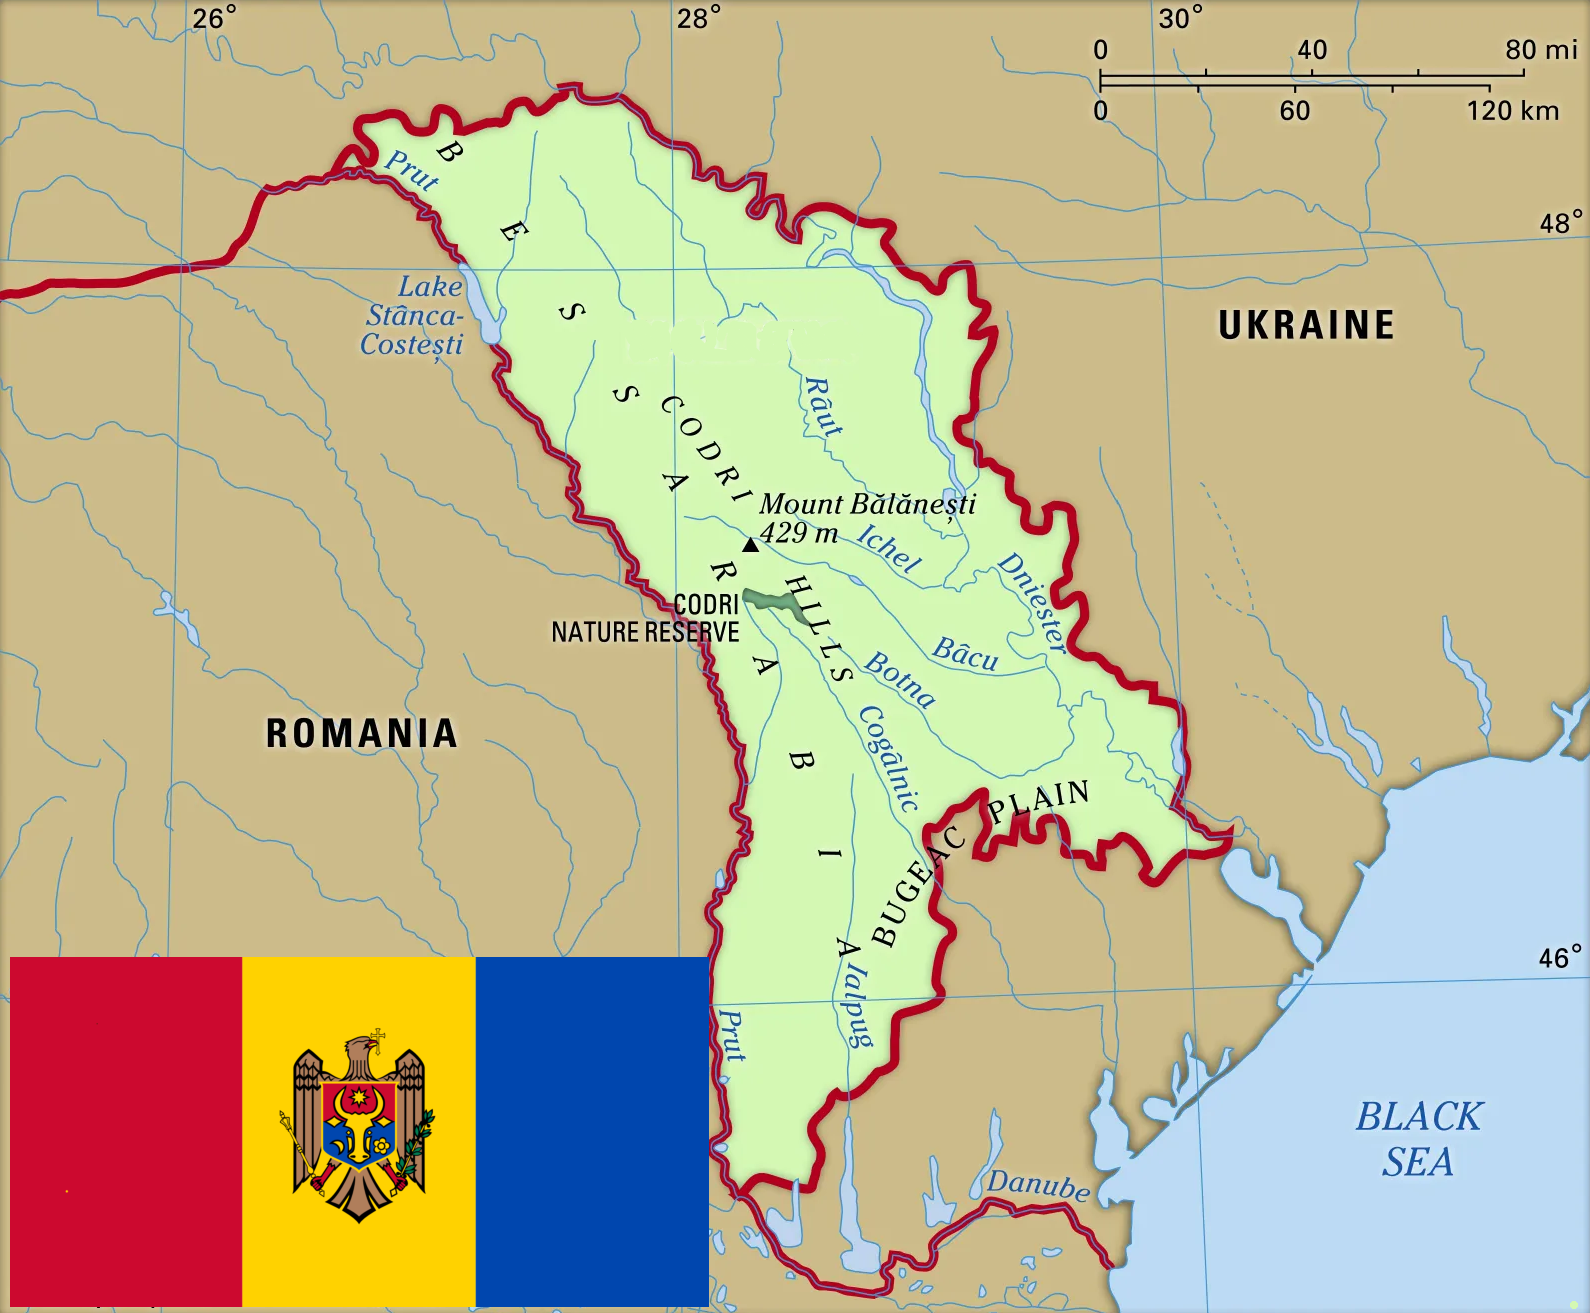 26°
28°
30°
0 40 80 mi
0 60 120 km
48°
Prut
BESSARABIA
Lake
Stânca-
Costești
UKRAINE
Răut
CODRI HILLS
Mount Bălănești
429 m
Ichel
Dniester
CODRI
NATURE RESERVE
Bâcu
Botna
Cogâlnic
ROMANIA
BUGEAC PLAIN
46°
Ialpug
Prut
BLACK
SEA
Danube